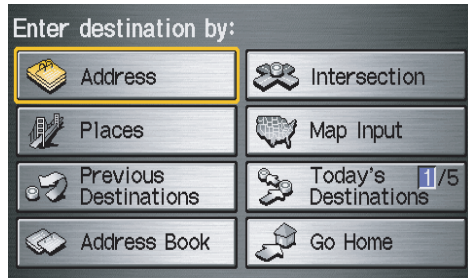 Enter destination by:
Address
Intersection
Places
Map Input
Previous
Destinations
Today's 1/5
Destinations
Address Book
Go Home